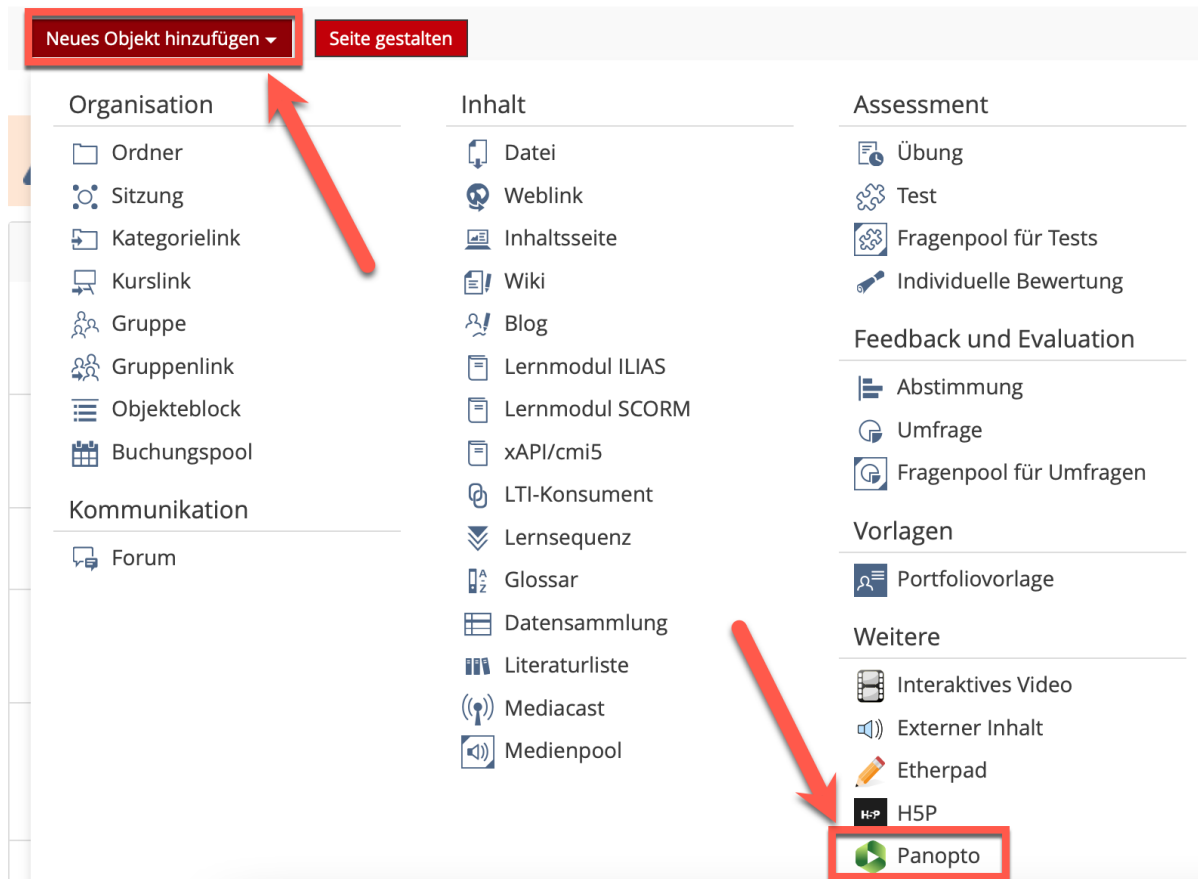 Neues Objekt hinzufügen
Seite gestalten
Organisation
Ordner
Sitzung
Kategorielink
Kurslink
Gruppe
Gruppenlink
Objekteblock
Buchungspool
Kommunikation
Forum
Inhalt
Datei
Weblink
Inhaltsseite
Wiki
Blog
Lernmodul ILIAS
Lernmodul SCORM
xAPI/cmi5
LTI-Konsument
Lernsequenz
A
Z
Glossar
Datensammlung
Literaturliste
Mediacast
Medienpool
Assessment
Übung
Test
Fragenpool für Tests
Individuelle Bewertung
Feedback und Evaluation
Abstimmung
Umfrage
Fragenpool für Umfragen
Vorlagen
Portfoliovorlage
Weitere
Interaktives Video
Externer Inhalt
Etherpad
H5P H5P
Panopto